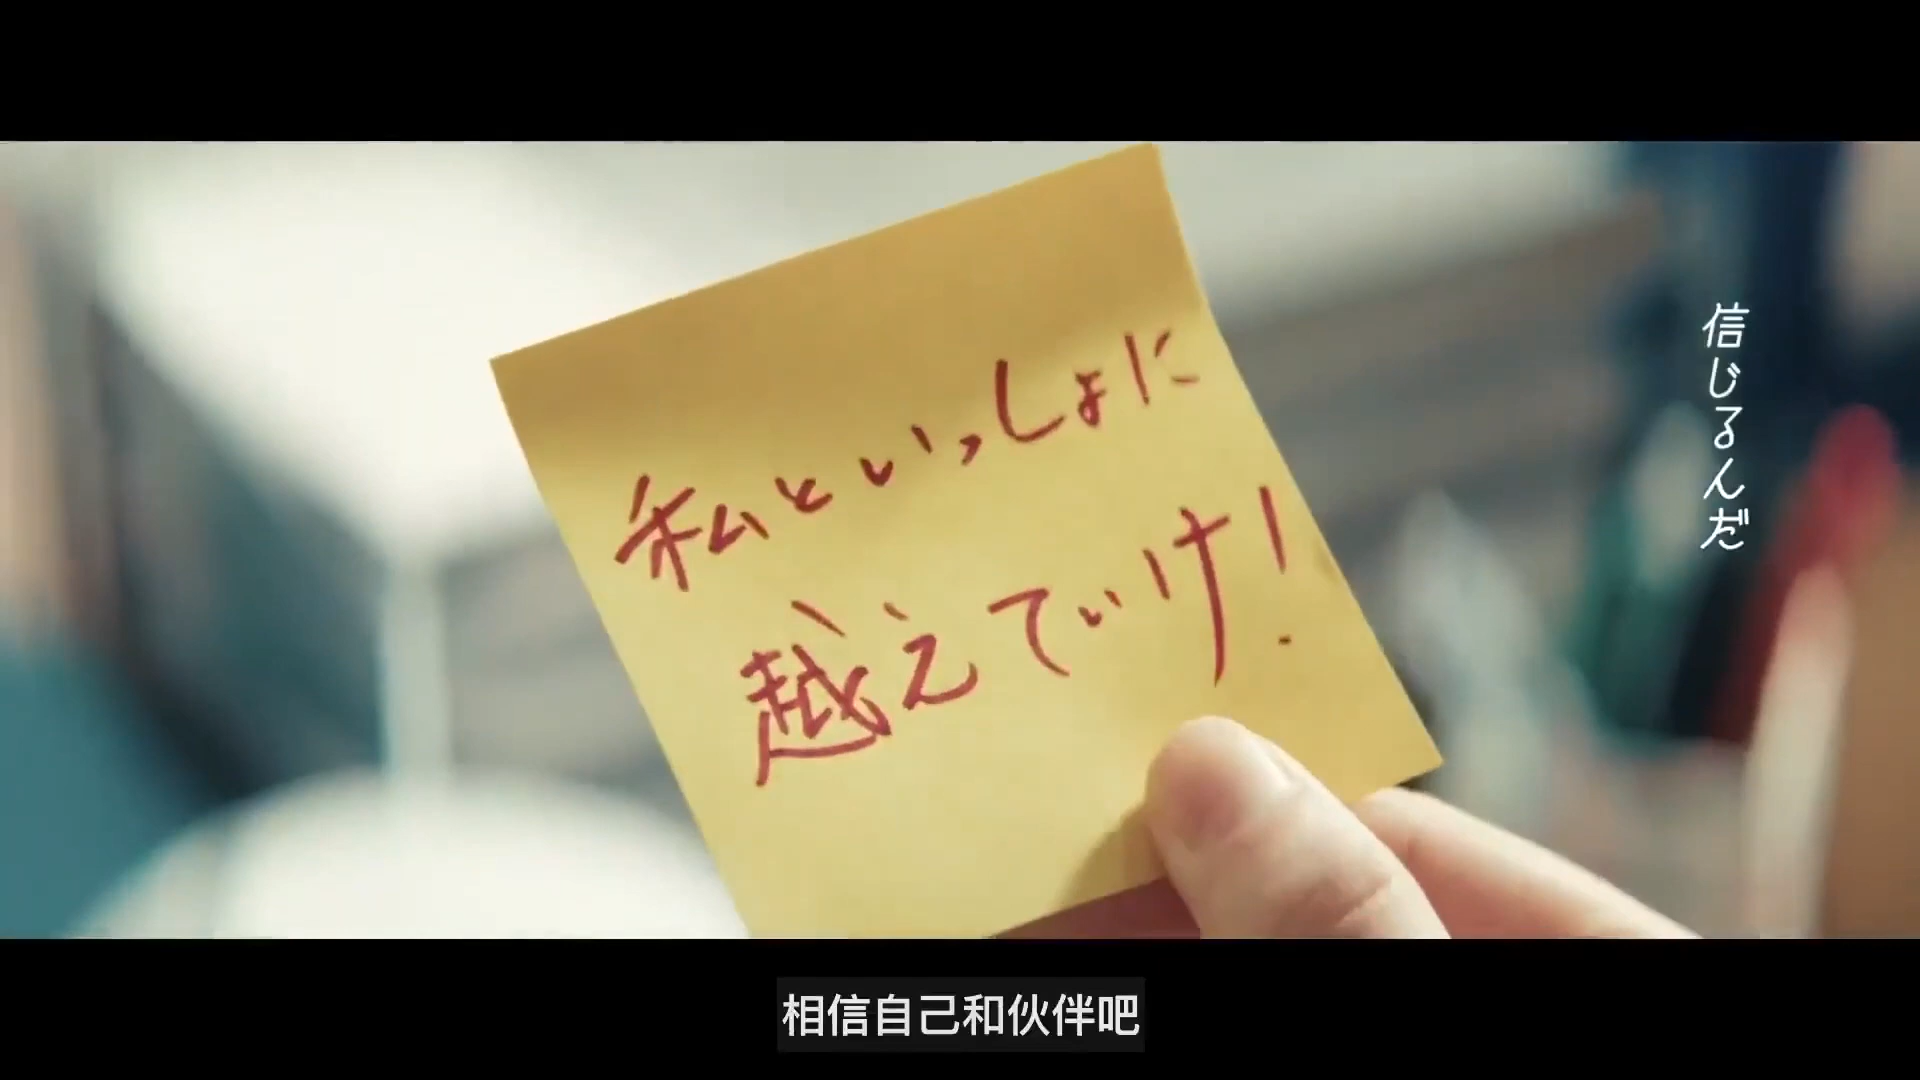 私といっしょに
越えていけ!
信じるんだ
相信自己和伙伴吧